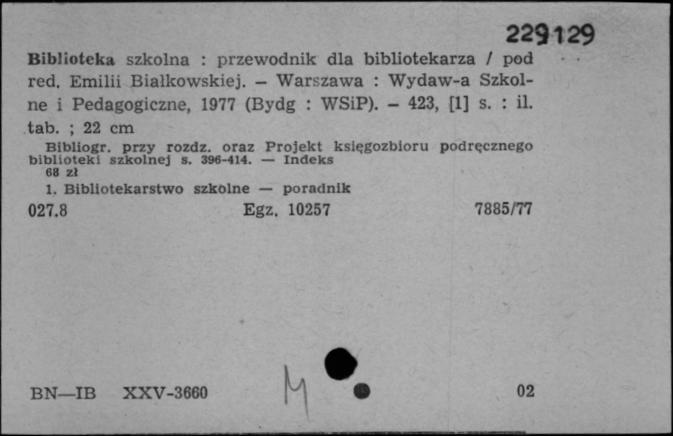 229129
Biblioteka szkolna : przewodnik dla bibliotekarza / pod
red. Emilii Białkowskiej. — Warszawa : Wydaw-a Szkol-
ne i Pedagogiczne, 1977 (Bydg : WSiP). — 423, [1] s. : il.
tab. ; 22 cm
Bibliogr. przy rozdz. oraz Projekt księgozbioru podręcznego
biblioteki szkolnej s. 396-414. — Indeks
68 zł
1. Bibliotekarstwo szkolne — poradnik
027.8 Egz. 10257 7885/77
M
BN—IB XXV-3660 02